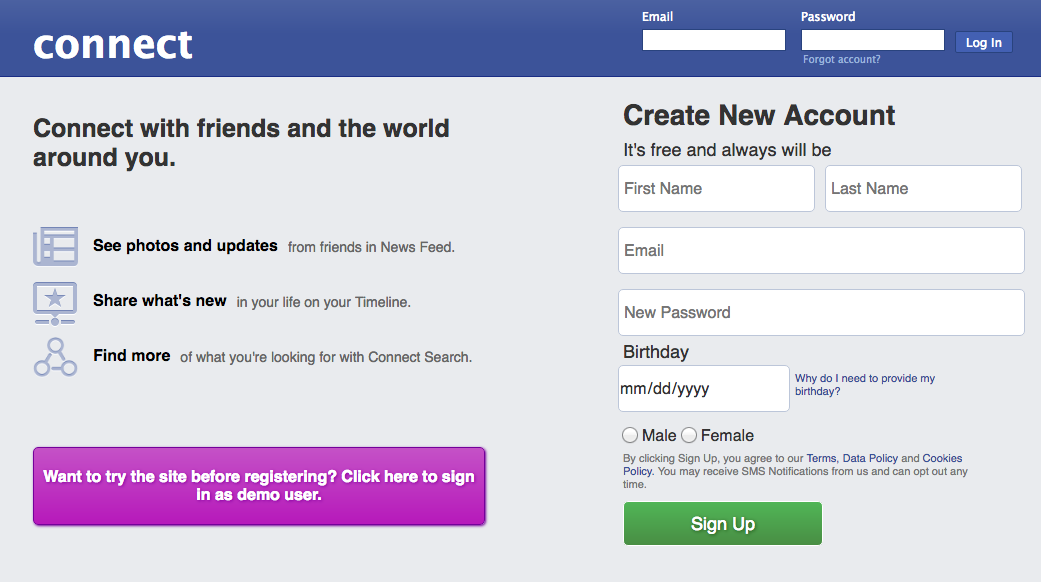 connect
Email
Password
Log In
Forgot account?
Connect with friends and the world
around you.
See photos and updates from friends in News Feed.
Share what's new in your life on your Timeline.
Find more of what you're looking for with Connect Search.
Want to try the site before registering? Click here to sign
in as demo user.
Create New Account
It's free and always will be
First Name
Last Name
Email
New Password
Birthday
mm/dd/yyyy
Why do I need to provide my
birthday?
Male
Female
By clicking Sign Up, you agree to our Terms, Data Policy and Cookies
Policy. You may receive SMS Notifications from us and can opt out any
time.
Sign Up